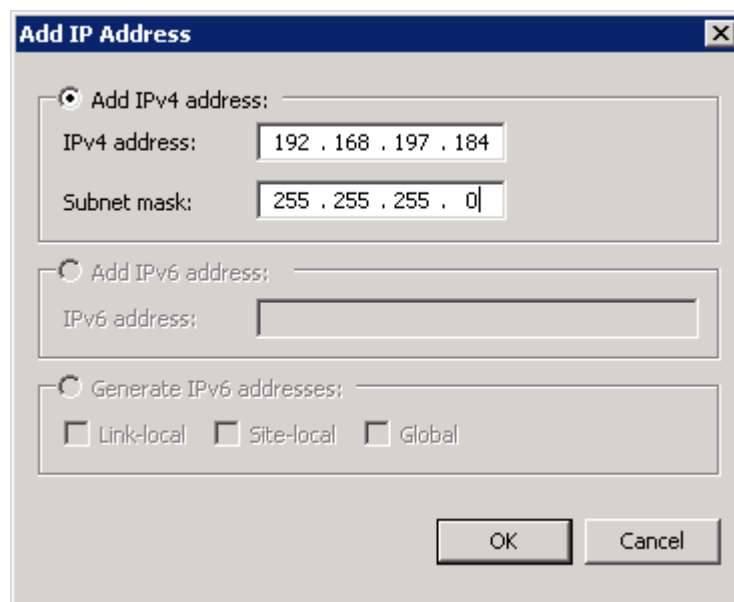 Add IP Address
Add IPv4 address:
IPv4 address: 192 . 168 . 197 . 184
Subnet mask: 255 . 255 . 255 . 0
Add IPv6 address:
IPv6 address:
Generate IPv6 addresses:
Link-local Site-local Global
OK Cancel